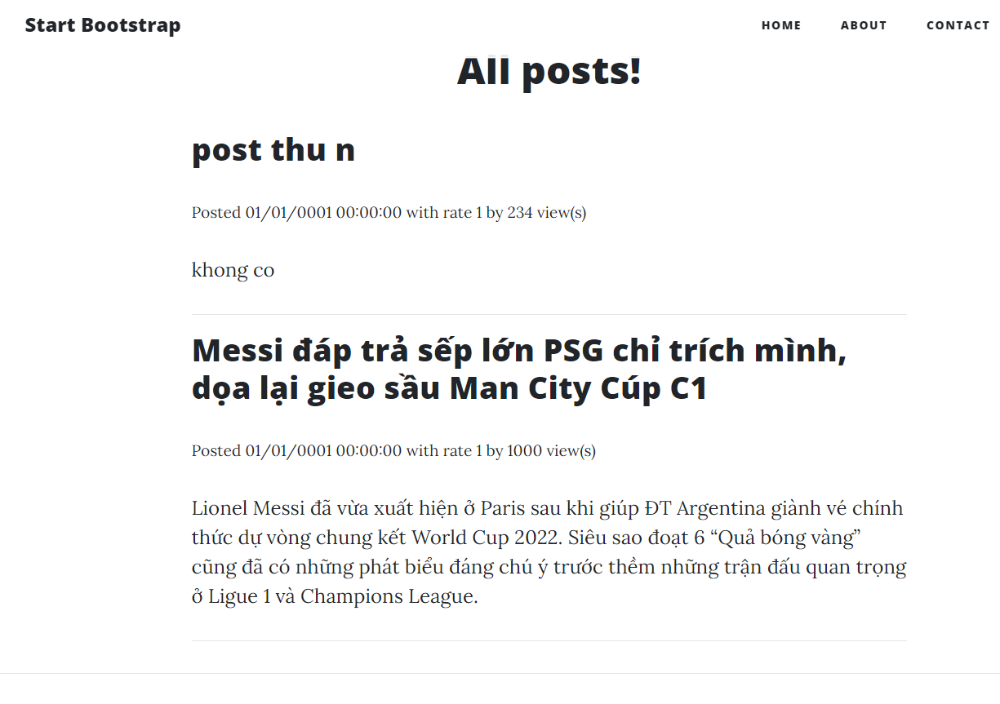 Start Bootstrap
HOME ABOUT CONTACT
All posts!
post thu n
Posted 01/01/0001 00:00:00 with rate 1 by 234 view(s)
khong co
Messi đáp trả sếp lớn PSG chỉ trích mình,
dọa lại gieo sầu Man City Cúp C1
Posted 01/01/0001 00:00:00 with rate 1 by 1000 view(s)
Lionel Messi đã vừa xuất hiện ở Paris sau khi giúp ĐT Argentina giành vé chính
thức dự vòng chung kết World Cup 2022. Siêu sao đoạt 6 “Quả bóng vàng”
cũng đã có những phát biểu đáng chú ý trước thềm những trận đấu quan trọng
ở Ligue 1 và Champions League.